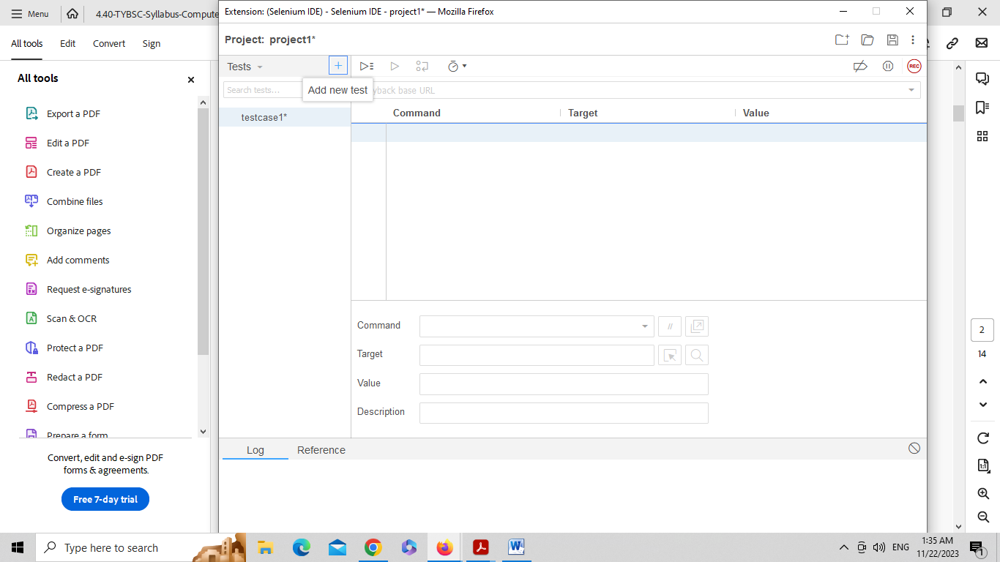 Menu
4.40-TYBSC-Syllabus-Compute
Extension: (Selenium IDE) - Selenium IDE - project1* — Mozilla Firefox
All tools Edit Convert Sign
Project: project1*
All tools
Tests
REC
Search tests...
Add new test
yback base URL
Command Target Value
testcase1*
Export a PDF
Edit a PDF
Create a PDF
Combine files
Organize pages
Add comments
Request e-signatures
Scan & OCR
Protect a PDF
Redact a PDF
Compress a PDF
Prepare a form
Convert, edit and e-sign PDF
forms & agreements.
Free 7-day trial
Command
//
Target
Value
Description
Log Reference
2
14
1:1
Type here to search
ENG
1:35 AM
11/22/2023
1